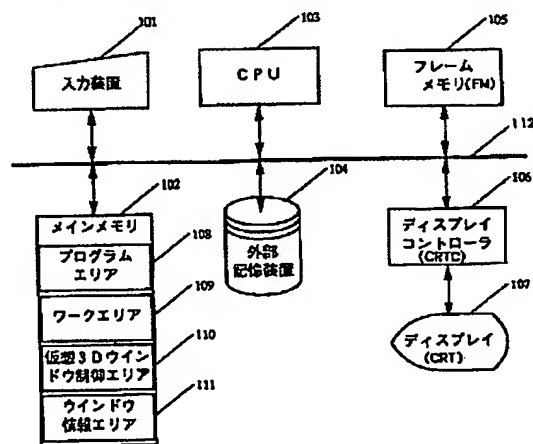 101
入力装置
103
CPU
105
フレーム
メモリ(FM)
112
102
メインメモリ
108
プログラム
エリア
109
ワークエリア
110
仮想3Dウイン
ドウ制御エリア
111
ウインドウ
情報エリア
104
外部
記憶装置
106
ディスプレイ
コントローラ
(CRTC)
107
ディスプレイ
(CRT)